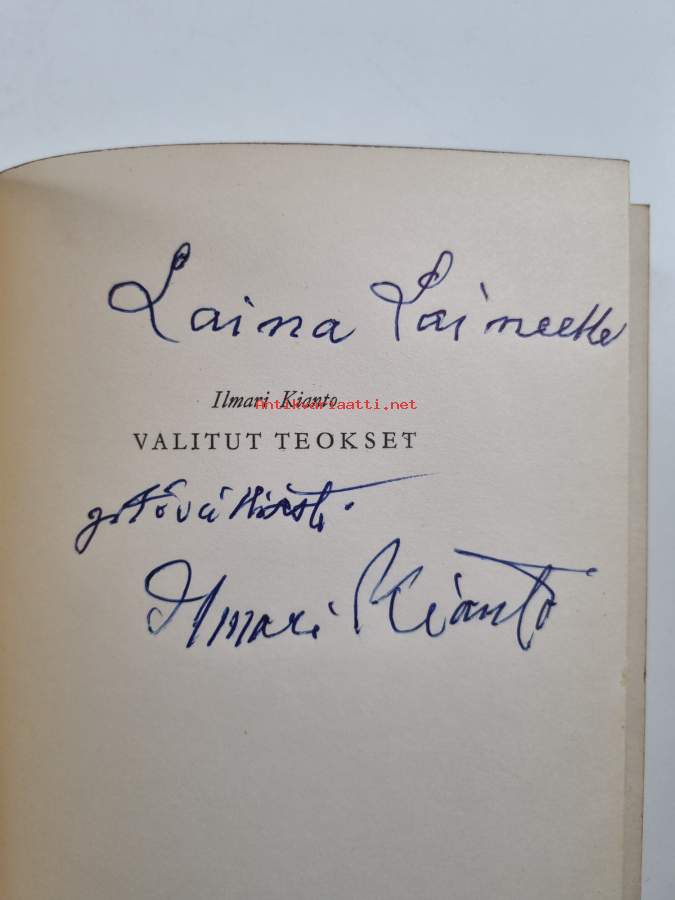 Laina Laineelle
Ilmari Kianto
Antikvariaatti.net
VALITUT TEOKSET
ystävällisesti.
Ilmari Kianto